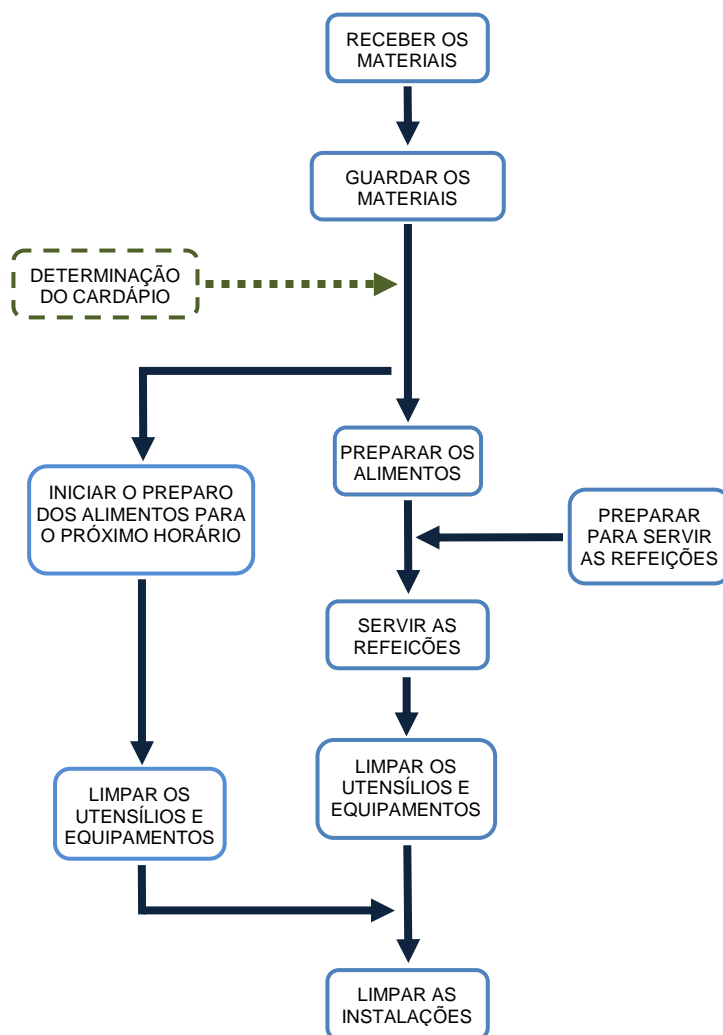 RECEBER OS
MATERIAIS
GUARDAR OS
MATERIAIS
DETERMINAÇÃO
DO CARDÁPIO
PREPARAR OS
ALIMENTOS
INICIAR O PREPARO
DOS ALIMENTOS PARA
O PRÓXIMO HORÁRIO
PREPARAR
PARA SERVIR
AS REFEIÇÕES
SERVIR AS
REFEIÇÕES
LIMPAR OS
UTENSÍLIOS E
EQUIPAMENTOS
LIMPAR OS
UTENSÍLIOS E
EQUIPAMENTOS
LIMPAR AS
INSTALAÇÕES